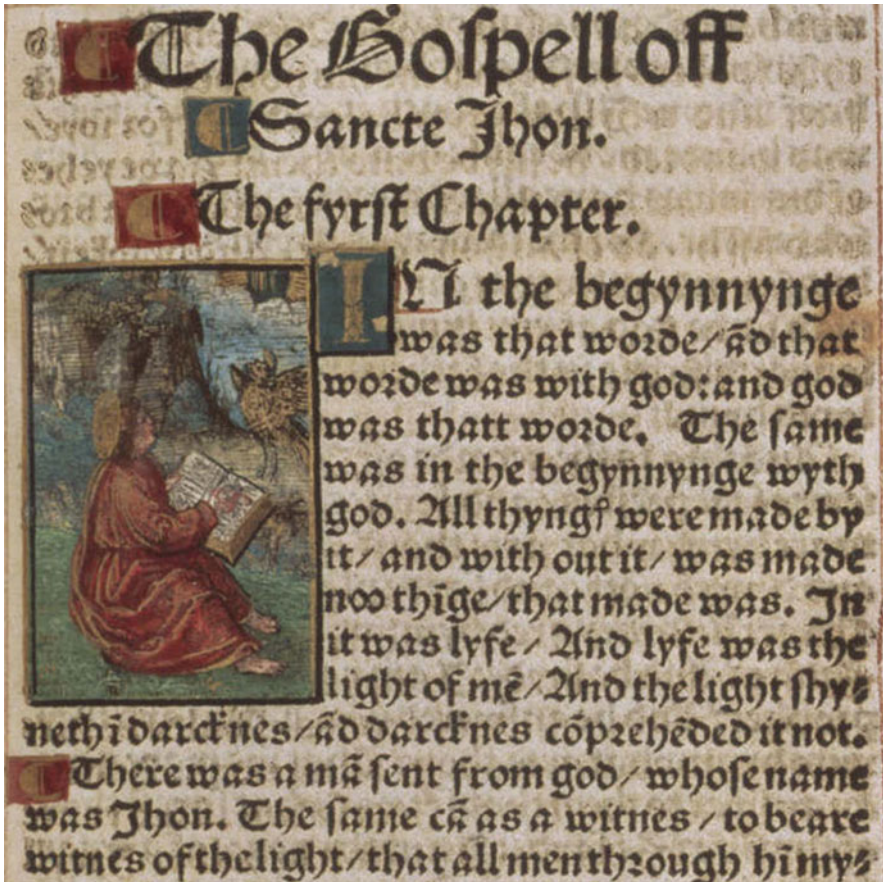 ¶ The Gospell off
¶ Sancte Jhon.
¶ The fyrst Chapter.
IN the begynnynge
was that worde/ ād that
worde was with god: and god
was thatt worde. The same
was in the begynnynge wyth
god. All thyngꝭ were made by
it/ and with out it/ was made
noo thīge/ that made was. In
it was lyfe/ And lyfe was the
light of mē/ And the light shy⸗
neth ī darcknes/ ād darcknes cōprehēded it not.
¶ There was a mā sent from god/ whose name
was Jhon. The same cā as a witnes/ to beare
witnes of the light/ that all men through hī my⸗